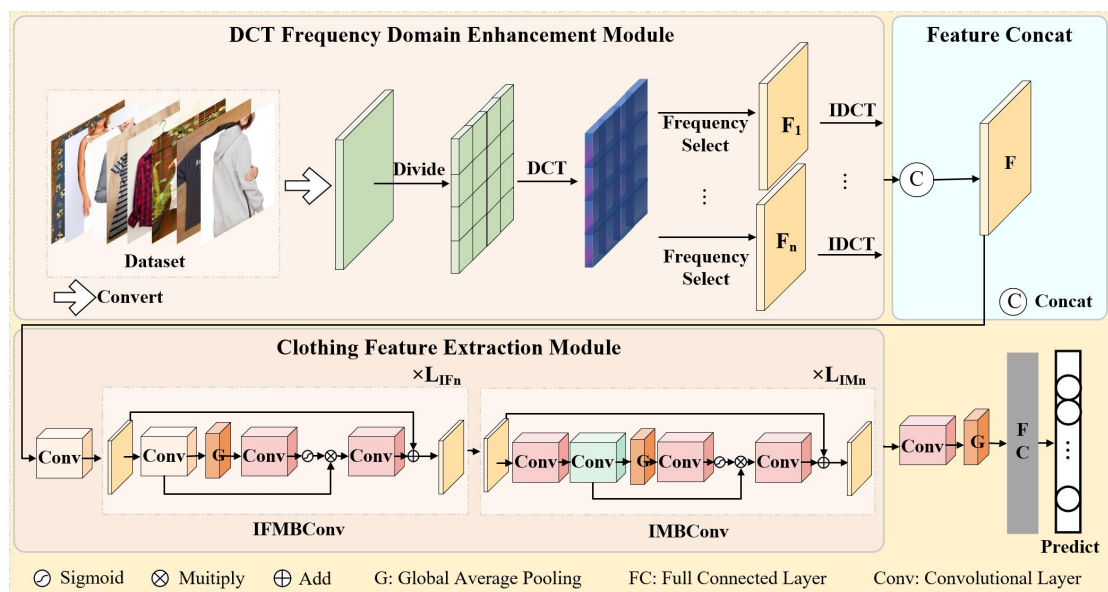 DCT Frequency Domain Enhancement Module
Feature Concat
Dataset
Convert
Divide
DCT
Frequency
Select
F1
IDCT
⋮
⋮
Frequency
Select
Fn
IDCT
C
F
C Concat
Clothing Feature Extraction Module
×LIFn
×LIMn
Conv
Conv
G
Conv
Conv
IFMBConv
Conv
Conv
G
Conv
Conv
IMBConv
Conv
G
F
C
⋮
Predict
Sigmoid
Muitiply
Add
G: Global Average Pooling
FC: Full Connected Layer
Conv: Convolutional Layer